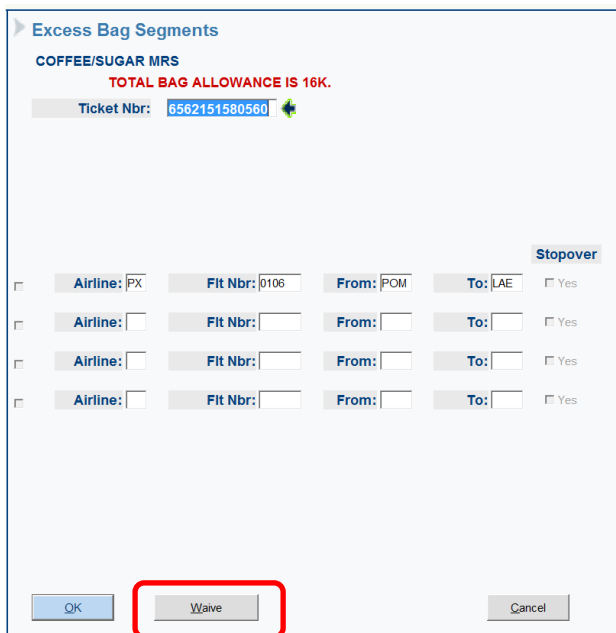 Excess Bag Segments
COFFEE/SUGAR MRS
TOTAL BAG ALLOWANCE IS 16K.
Ticket Nbr: 6562151580560
Stopover
Airline: PX Flt Nbr: 0106 From: POM To: LAE Yes
Airline: Flt Nbr: From: To: Yes
Airline: Flt Nbr: From: To: Yes
Airline: Flt Nbr: From: To: Yes
OK Waive Cancel